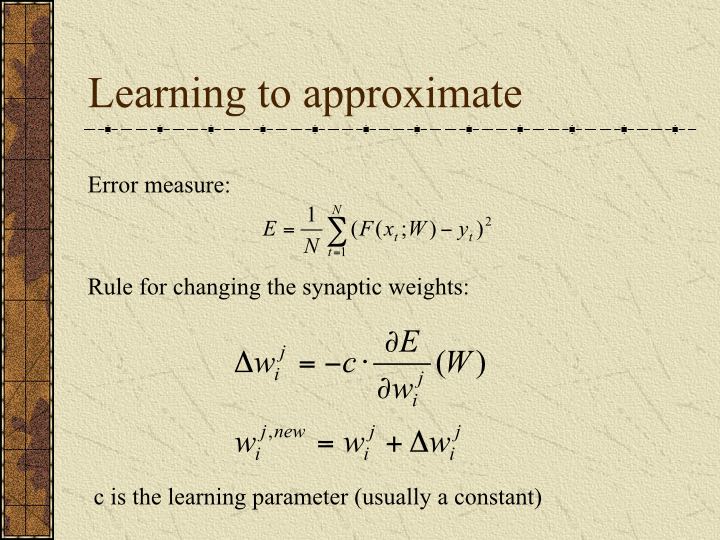 Learning to approximate
Error measure:
E = \frac{1}{N} \sum_{t=1}^{N} (F(x_t;W) - y_t)^2
Rule for changing the synaptic weights:
\Delta w_i^j = -c \cdot \frac{\partial E}{\partial w_i^j}(W)
w_i^{j,new} = w_i^j + \Delta w_i^j
c is the learning parameter (usually a constant)